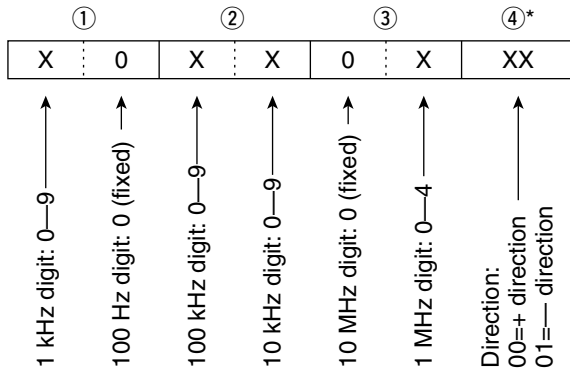 ① ② ③ ④*
X 0 X X 0 X XX
1 kHz digit: 0—9
100 Hz digit: 0 (fixed)
100 kHz digit: 0—9
10 kHz digit: 0—9
10 MHz digit: 0 (fixed)
1 MHz digit: 0—4
Direction:
00=+ direction
01=— direction